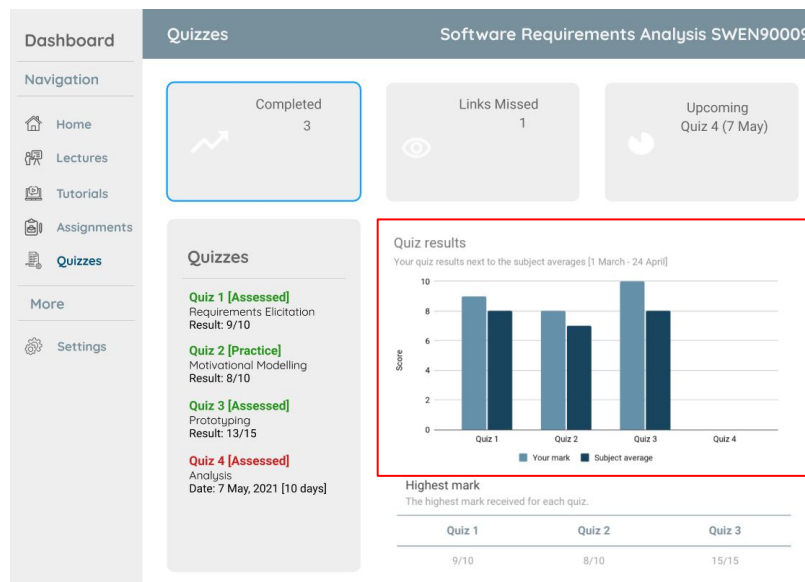 Dashboard
Navigation
Home
Lectures
Tutorials
Assignments
Quizzes
More
Settings
Quizzes
Software Requirements Analysis SWEN90009
Completed
3
Links Missed
1
Upcoming
Quiz 4 (7 May)
Quizzes
Quiz 1 [Assessed]
Requirements Elicitation
Result: 9/10
Quiz 2 [Practice]
Motivational Modelling
Result: 8/10
Quiz 3 [Assessed]
Prototyping
Result: 13/15
Quiz 4 [Assessed]
Analysis
Date: 7 May, 2021 [10 days]
Quiz results
Your quiz results next to the subject averages [1 March - 24 April]
Score
10
8
6
4
2
0
Quiz 1 Quiz 2 Quiz 3 Quiz 4
Your mark Subject average
Highest mark
The highest mark received for each quiz.
Quiz 1 Quiz 2 Quiz 3
9/10 8/10 15/15